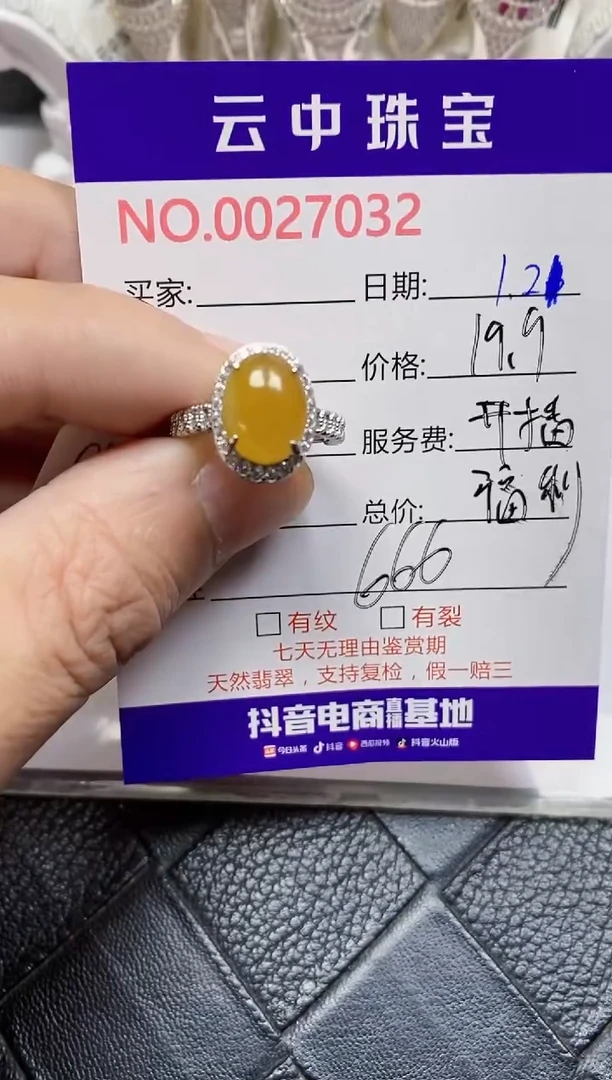 云中珠宝
NO.0027032
买家: 日期: 1.2
价格: 19.9
服务费: 开播
总价: 福利
666
有纹 有裂
七天无理由鉴赏期
天然翡翠，支持复检，假一赔三
抖音电商直播基地
今日头条 抖音 西瓜视频 抖音火山版